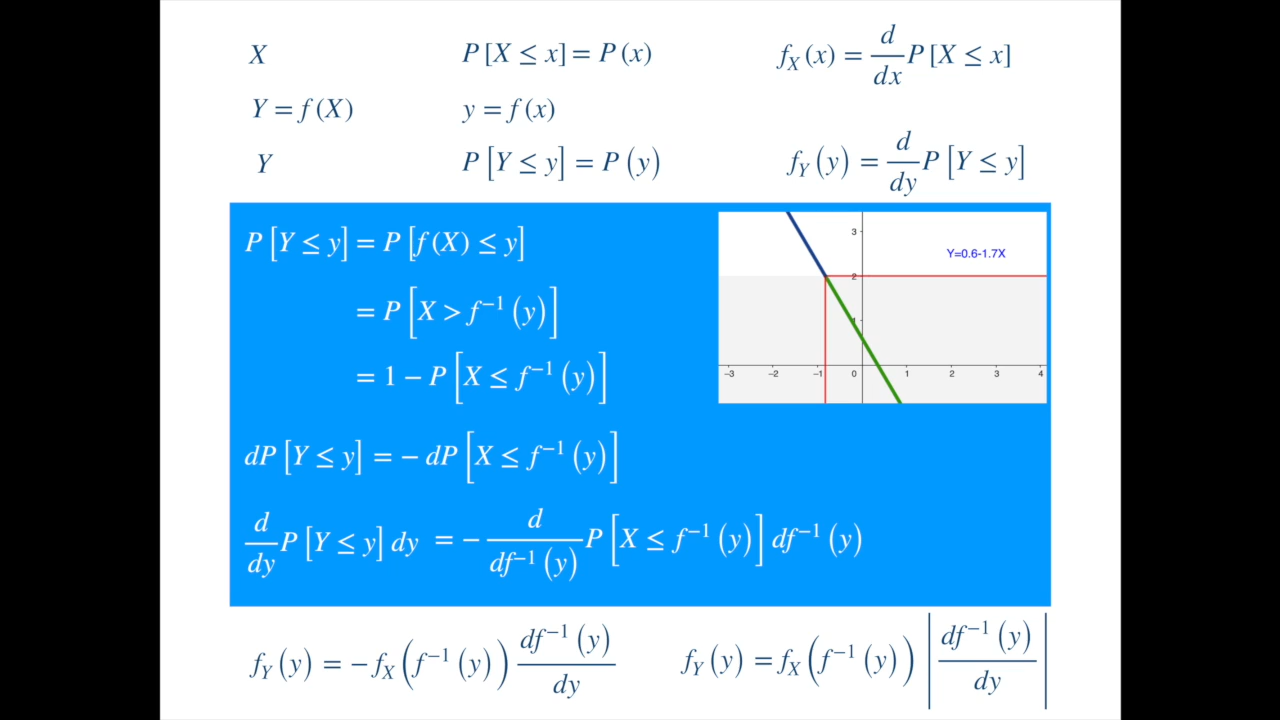 X P[X ≤ x] = P(x) f_X(x) = d/dx P[X ≤ x]
Y = f(X) y = f(x)
Y P[Y ≤ y] = P(y) f_Y(y) = d/dy P[Y ≤ y]
P[Y ≤ y] = P[f(X) ≤ y]
= P[X > f⁻¹(y)]
= 1 − P[X ≤ f⁻¹(y)]
3
Y=0.6-1.7X
2
1
−3 −2 −1 0 1 2 3 4
dP[Y ≤ y] = − dP[X ≤ f⁻¹(y)]
d/dy P[Y ≤ y] dy = − d/df⁻¹(y) P[X ≤ f⁻¹(y)] df⁻¹(y)
f_Y(y) = − f_X(f⁻¹(y)) df⁻¹(y)/dy f_Y(y) = f_X(f⁻¹(y)) |df⁻¹(y)/dy|